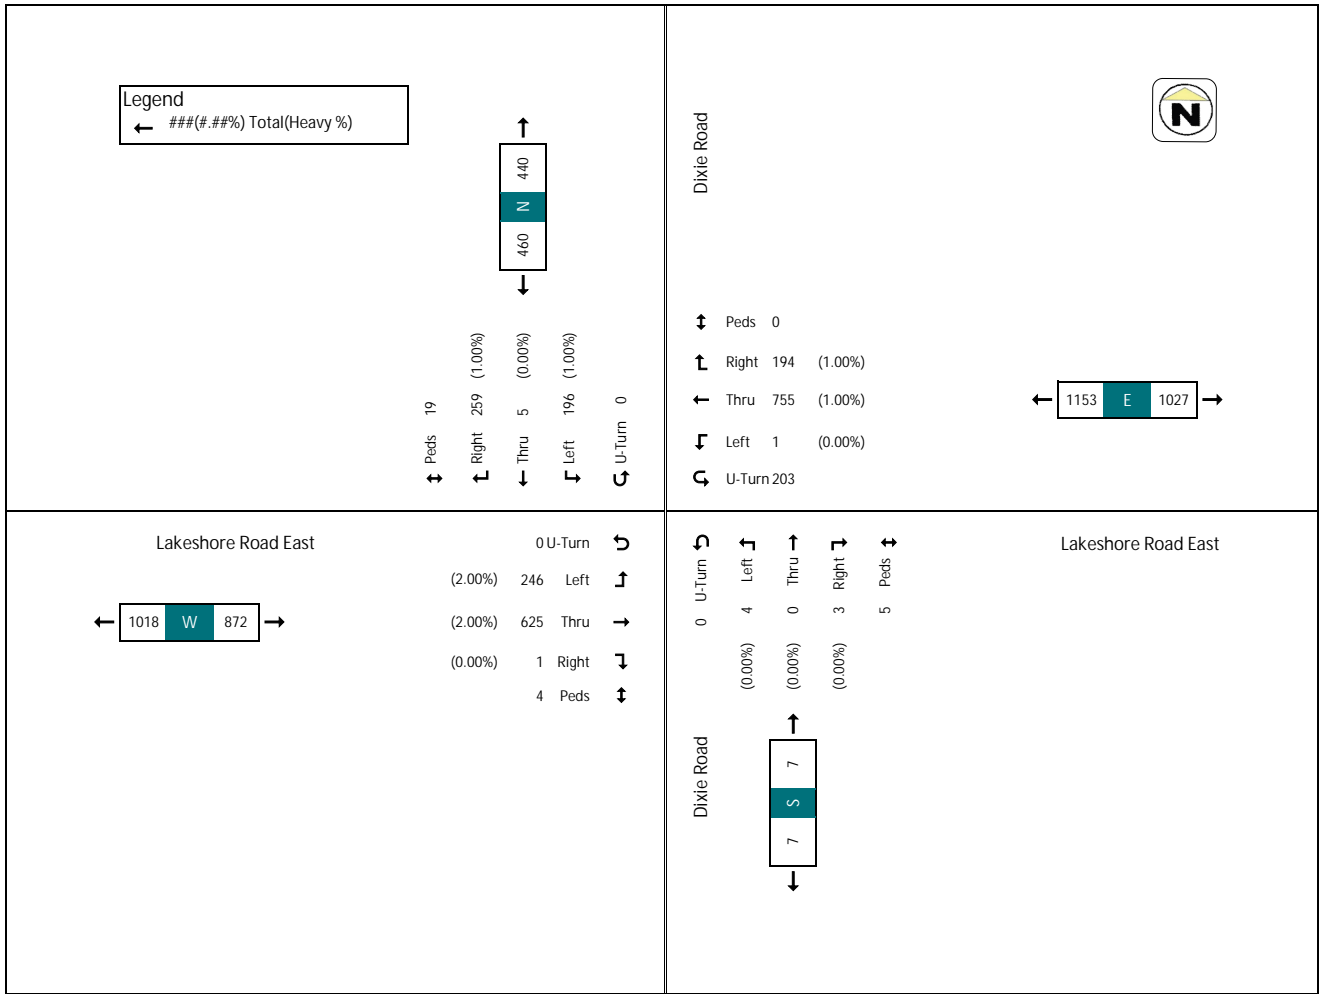 Legend
###(#.##%) Total(Heavy %)
440
N
460
Peds 19
Right 259 (1.00%)
Thru 5 (0.00%)
Left 196 (1.00%)
U-Turn 0
Dixie Road
N
Peds 0
Right 194 (1.00%)
Thru 755 (1.00%)
Left 1 (0.00%)
U-Turn 203
1153 E 1027
Lakeshore Road East
0 U-Turn
(2.00%) 246 Left
(2.00%) 625 Thru
(0.00%) 1 Right
4 Peds
1018 W 872
0 U-Turn
(0.00%) 4 Left
(0.00%) 0 Thru
(0.00%) 3 Right
5 Peds
Lakeshore Road East
Dixie Road
7
S
7